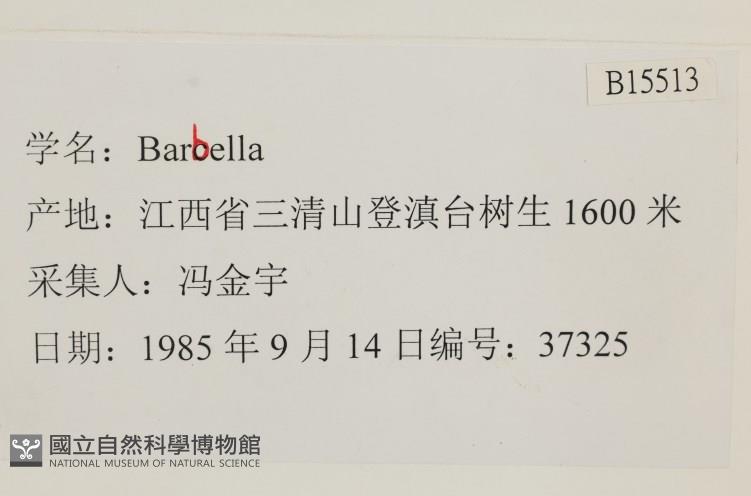 B15513
学名：Barbella
产地：江西省三清山登滇台树生 1600 米
采集人：冯金宇
日期：1985 年 9 月 14 日编号：37325
國立自然科學博物館
NATIONAL MUSEUM OF NATURAL SCIENCE